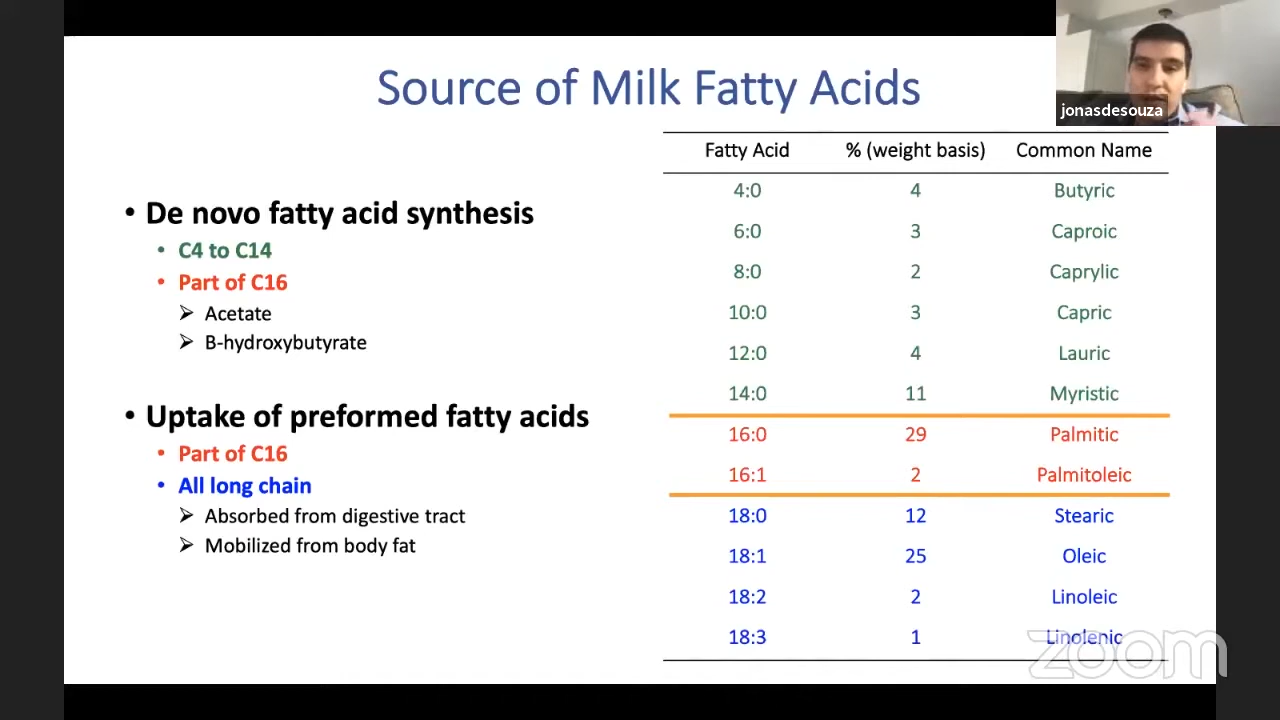 Source of Milk Fatty Acids
jonasdesouza
• De novo fatty acid synthesis
• C4 to C14
• Part of C16
➢ Acetate
➢ B-hydroxybutyrate
• Uptake of preformed fatty acids
• Part of C16
• All long chain
➢ Absorbed from digestive tract
➢ Mobilized from body fat
Fatty Acid % (weight basis) Common Name
4:0 4 Butyric
6:0 3 Caproic
8:0 2 Caprylic
10:0 3 Capric
12:0 4 Lauric
14:0 11 Myristic
16:0 29 Palmitic
16:1 2 Palmitoleic
18:0 12 Stearic
18:1 25 Oleic
18:2 2 Linoleic
18:3 1 Linolenic
zoom